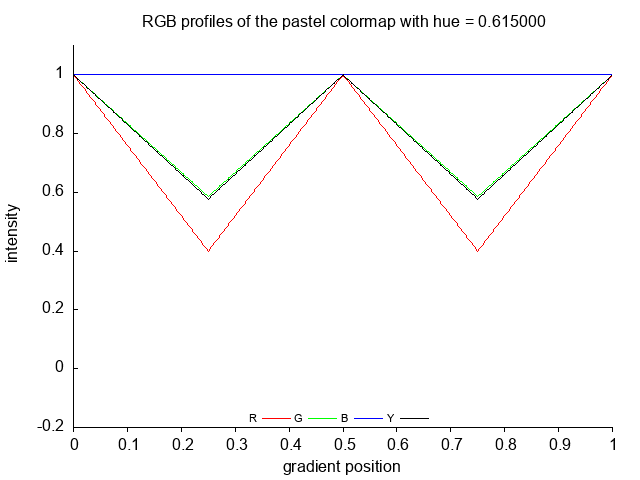 RGB profiles of the pastel colormap with hue = 0.615000
1
0.8
0.6
0.4
0.2
0
-0.2
intensity
R G B Y
0 0.1 0.2 0.3 0.4 0.5 0.6 0.7 0.8 0.9 1
gradient position